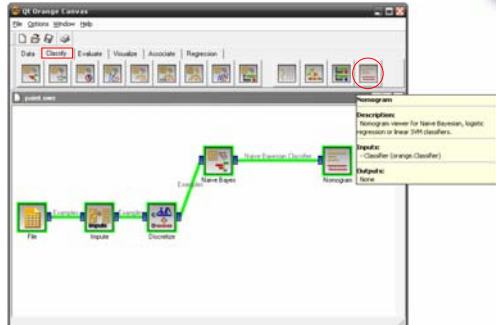 Qt Orange Canvas
File Options Window Help
Data Classify Evaluate Visualize Associate Regression
Nomogram
Description:
Nomogram viewer for Naive Bayesian, logistic
regression or linear SVM classifiers.
Inputs:
- Classifier (orange.Classifier)
Outputs:
None
Naive Bayesian Classifier
Naive Bayes
Nomogram
Examples
Examples
Examples
File
Impute
Discretize